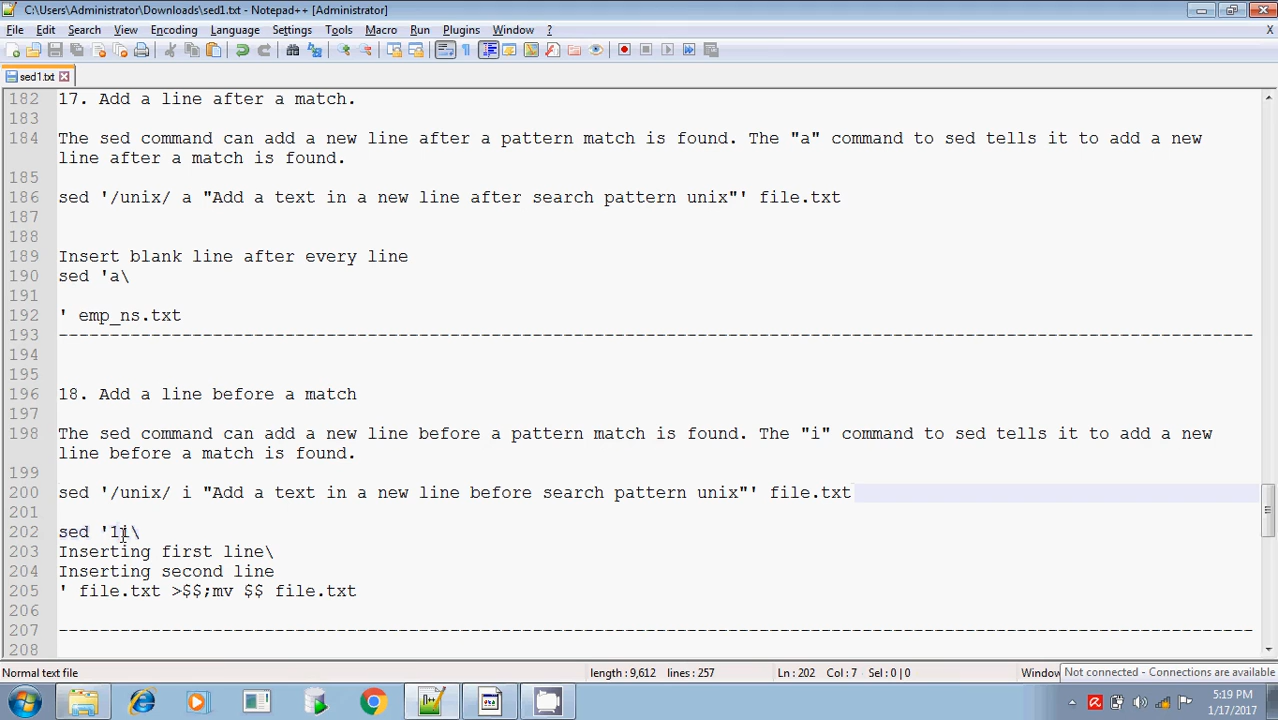 C:\Users\Administrator\Downloads\sed1.txt - Notepad++ [Administrator]
File Edit Search View Encoding Language Settings Tools Macro Run Plugins Window ? X
sed1.txt
182 17. Add a line after a match.
183
184 The sed command can add a new line after a pattern match is found. The "a" command to sed tells it to add a new
line after a match is found.
185
186 sed '/unix/ a "Add a text in a new line after search pattern unix"' file.txt
187
188
189 Insert blank line after every line
190 sed 'a\
191
192 ' emp_ns.txt
193 --------------------------------------------------------------------------------------------------------------------
194
195
196 18. Add a line before a match
197
198 The sed command can add a new line before a pattern match is found. The "i" command to sed tells it to add a new
line before a match is found.
199
200 sed '/unix/ i "Add a text in a new line before search pattern unix"' file.txt
201
202 sed '1i\
203 Inserting first line\
204 Inserting second line
205 ' file.txt >$$;mv $$ file.txt
206
207 --------------------------------------------------------------------------------------------------------------------
208
Normal text file length : 9,612 lines : 257 Ln : 202 Col : 7 Sel : 0 | 0 Window
Not connected - Connections are available
5:19 PM
1/17/2017